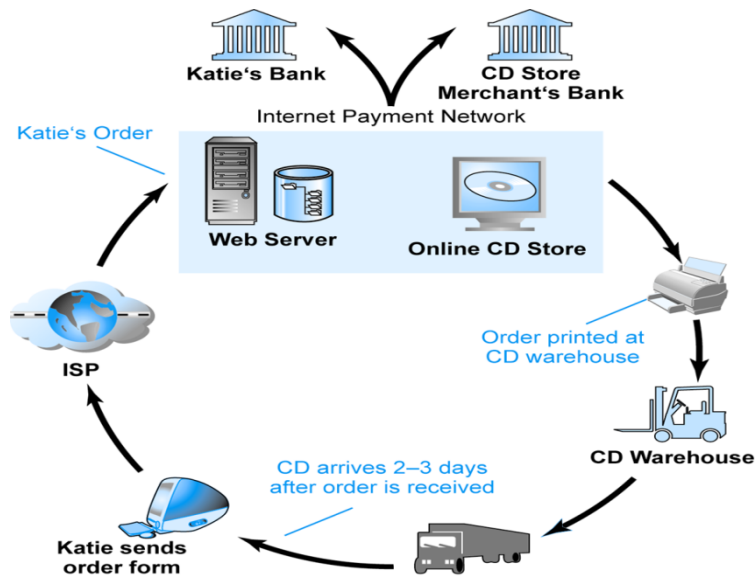 Katie‘s Bank
CD Store
Merchant‘s Bank
Internet Payment Network
Katie's Order
Web Server
Online CD Store
Order printed at
CD warehouse
ISP
CD Warehouse
CD arrives 2–3 days
after order is received
Katie sends
order form